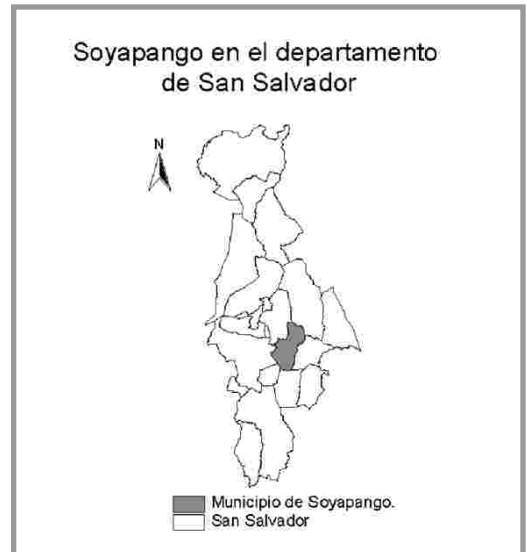 Soyapango en el departamento
de San Salvador
N
Municipio de Soyapango.
San Salvador